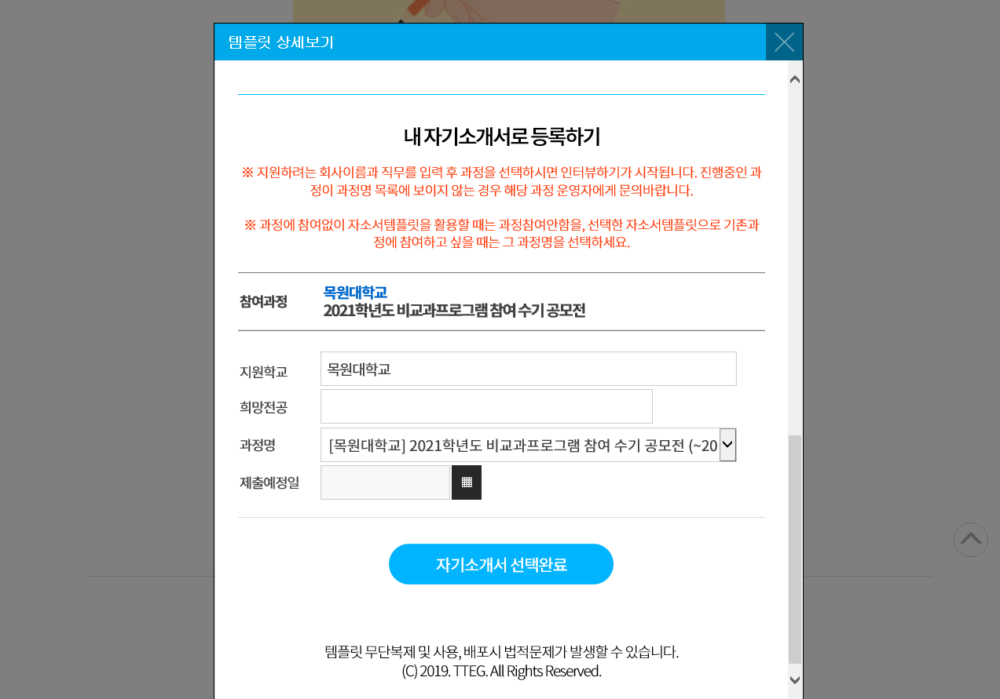 템플릿 상세보기
내 자기소개서로 등록하기
※ 지원하려는 회사이름과 직무를 입력 후 과정을 선택하시면 인터뷰하기가 시작됩니다. 진행중인 과
정이 과정명 목록에 보이지 않는 경우 해당 과정 운영자에게 문의바랍니다.
※ 과정에 참여없이 자소서템플릿을 활용할 때는 과정참여안함을, 선택한 자소서템플릿으로 기존과
정에 참여하고 싶을 때는 그 과정명을 선택하세요.
참여과정
목원대학교
2021학년도 비교과프로그램 참여 수기 공모전
지원학교
목원대학교
희망전공
과정명
[목원대학교] 2021학년도 비교과프로그램 참여 수기 공모전 (~20
제출예정일
자기소개서 선택완료
템플릿 무단복제 및 사용, 배포시 법적문제가 발생할 수 있습니다.
(C) 2019. TTEG. All Rights Reserved.